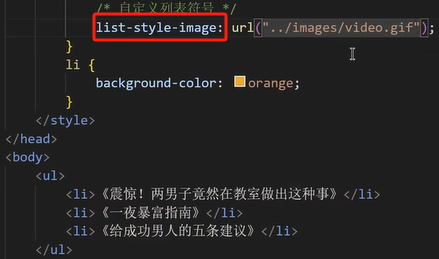 /* 自定义列表符号 */
list-style-image: url("../images/video.gif");
}
li {
background-color: orange;
}
</style>
</head>
<body>
<ul>
<li>《震惊！两男子竟然在教室做出这种事》</li>
<li>《一夜暴富指南》</li>
<li>《给成功男人的五条建议》</li>
</ul>